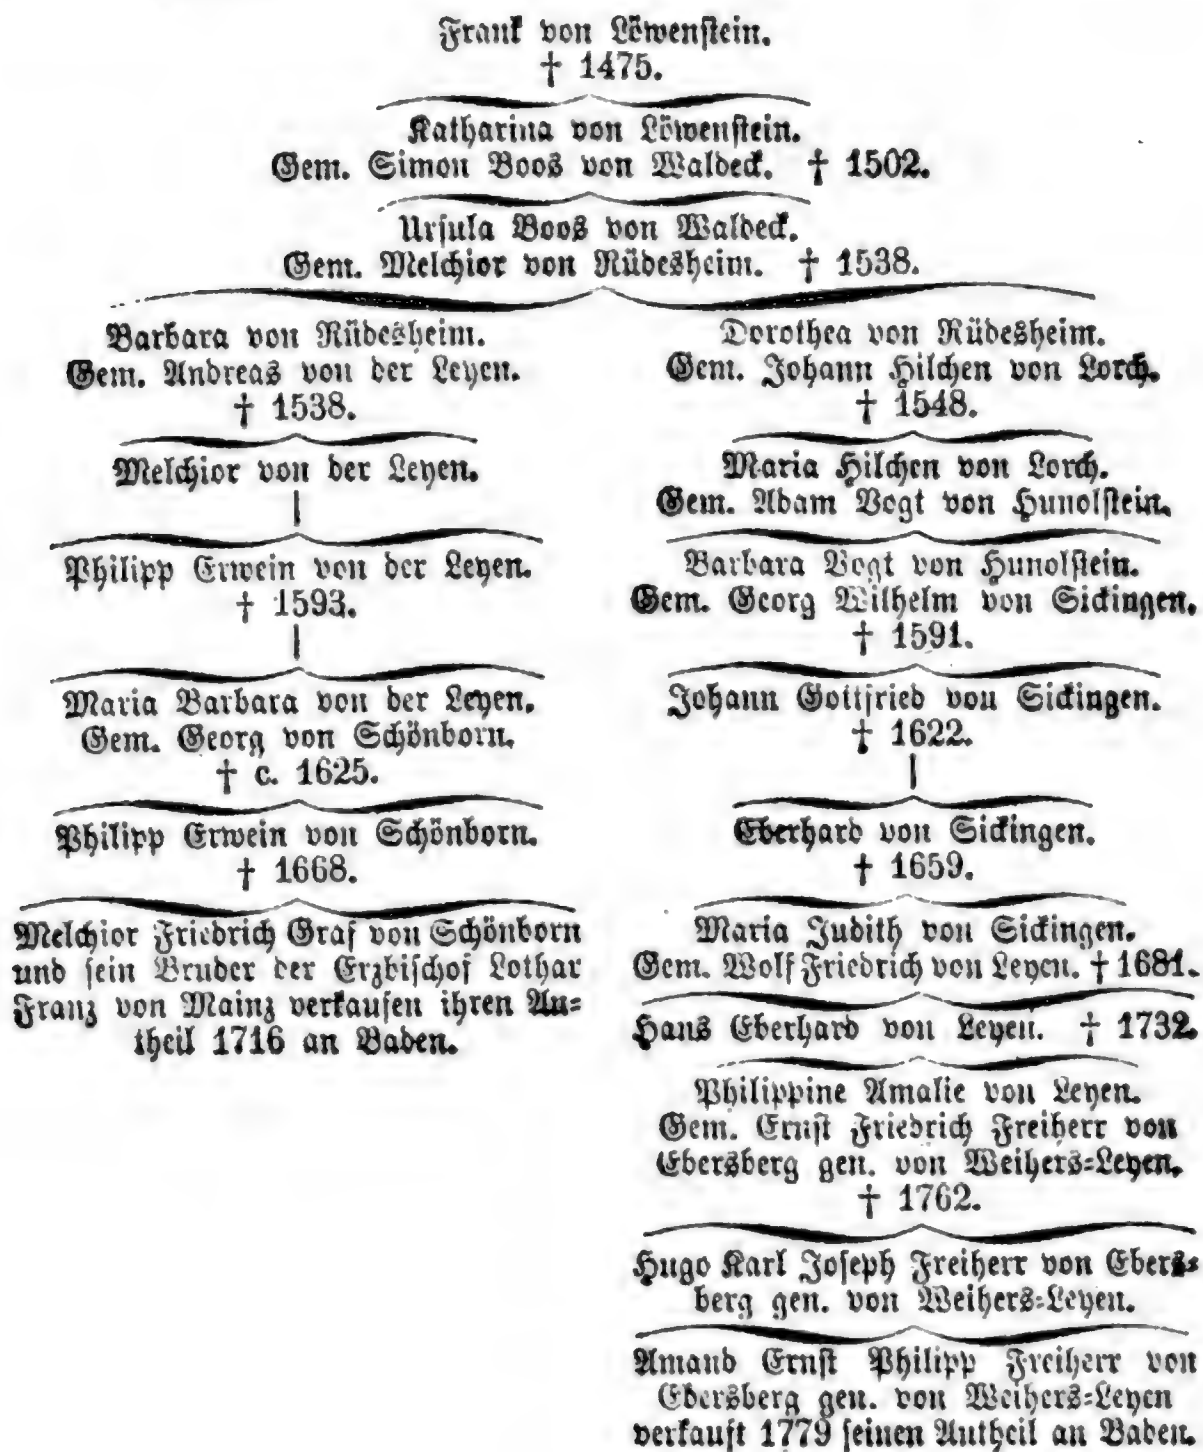 Frank von Löwenstein.
† 1475.
Katharina von Löwenstein.
Gem. Simon Boos von Waldeck. † 1502.
Ursula Boos von Waldeck.
Gem. Melchior von Rüdesheim. † 1538.
Barbara von Rüdesheim.
Gem. Andreas von der Leyen.
† 1538.
Melchior von der Leyen.
Philipp Erwein von der Leyen.
† 1593.
Maria Barbara von der Leyen.
Gem. Georg von Schönborn.
† c. 1625.
Philipp Erwein von Schönborn.
† 1668.
Melchior Friedrich Graf von Schönborn
und sein Bruder der Erzbischof Lothar
Franz von Mainz verkaufen ihren An=
theil 1716 an Baden.
Dorothea von Rüdesheim.
Gem. Johann Hilchen von Lorch.
† 1548.
Maria Hilchen von Lorch.
Gem. Adam Vogt von Hunolstein.
Barbara Vogt von Hunolstein.
Gem. Georg Wilhelm von Sickingen.
† 1591.
Johann Gottfried von Sickingen.
† 1622.
Eberhard von Sickingen.
† 1659.
Maria Judith von Sickingen.
Gem. Wolf Friedrich von Leyen. † 1681.
Hans Eberhard von Leyen. † 1732.
Philippine Amalie von Leyen.
Gem. Ernst Friedrich Freiherr von
Ebersberg gen. von Weihers=Leyen.
† 1762.
Hugo Karl Joseph Freiherr von Ebers=
berg gen. von Weihers=Leyen.
Amand Ernst Philipp Freiherr von
Ebersberg gen. von Weihers=Leyen
verkauft 1779 seinen Antheil an Baden.